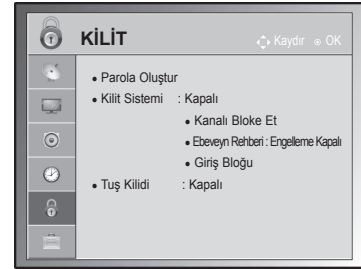 KİLİT
Kaydır OK
• Parola Oluştur
• Kilit Sistemi : Kapalı
• Kanalı Bloke Et
• Ebeveyn Rehberi : Engelleme Kapalı
• Giriş Bloğu
• Tuş Kilidi : Kapalı